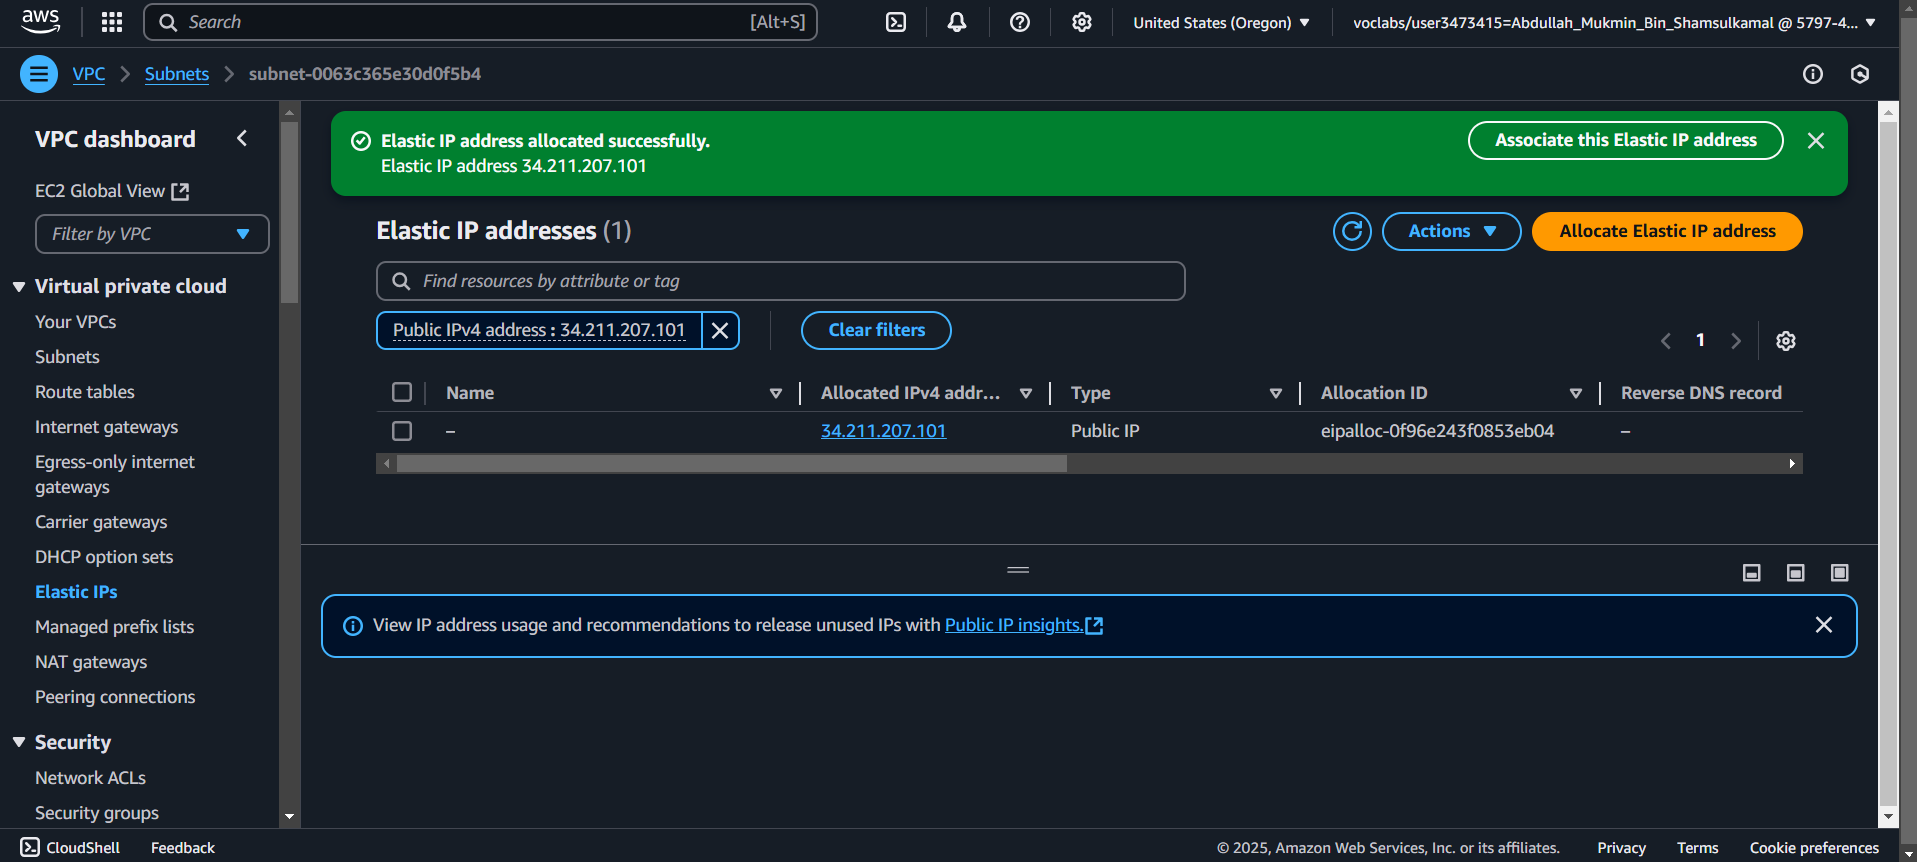 aws
Search [Alt+S]
United States (Oregon)
voclabs/user3473415=Abdullah_Mukmin_Bin_Shamsulkamal @ 5797-4...
VPC
Subnets
subnet-0063c365e30d0f5b4
VPC dashboard
EC2 Global View
Filter by VPC
Virtual private cloud
Your VPCs
Subnets
Route tables
Internet gateways
Egress-only internet
gateways
Carrier gateways
DHCP option sets
Elastic IPs
Managed prefix lists
NAT gateways
Peering connections
Security
Network ACLs
Security groups
Elastic IP address allocated successfully.
Elastic IP address 34.211.207.101
Associate this Elastic IP address
Elastic IP addresses (1)
Actions
Allocate Elastic IP address
Find resources by attribute or tag
Public IPv4 address : 34.211.207.101
Clear filters
1
Name Allocated IPv4 addr... Type Allocation ID Reverse DNS record
– 34.211.207.101 Public IP eipalloc-0f96e243f0853eb04 –
View IP address usage and recommendations to release unused IPs with Public IP insights.
CloudShell
Feedback
© 2025, Amazon Web Services, Inc. or its affiliates.
Privacy
Terms
Cookie preferences